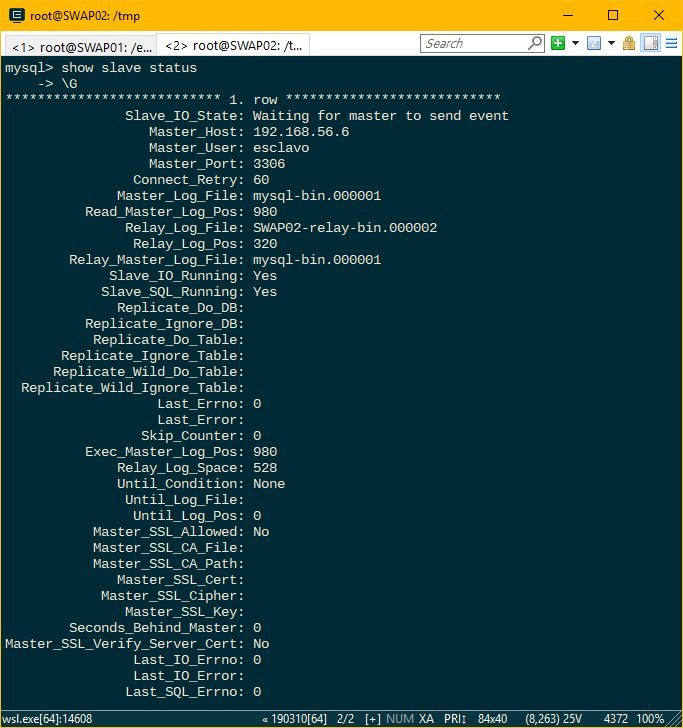 root@SWAP02: /tmp
<1> root@SWAP01: /e... <2> root@SWAP02: /t... Search
mysql> show slave status
    -> \G
*************************** 1. row ***************************
               Slave_IO_State: Waiting for master to send event
                  Master_Host: 192.168.56.6
                  Master_User: esclavo
                  Master_Port: 3306
                Connect_Retry: 60
              Master_Log_File: mysql-bin.000001
          Read_Master_Log_Pos: 980
               Relay_Log_File: SWAP02-relay-bin.000002
                Relay_Log_Pos: 320
        Relay_Master_Log_File: mysql-bin.000001
             Slave_IO_Running: Yes
            Slave_SQL_Running: Yes
              Replicate_Do_DB:
          Replicate_Ignore_DB:
           Replicate_Do_Table:
       Replicate_Ignore_Table:
      Replicate_Wild_Do_Table:
  Replicate_Wild_Ignore_Table:
                   Last_Errno: 0
                   Last_Error:
                 Skip_Counter: 0
          Exec_Master_Log_Pos: 980
              Relay_Log_Space: 528
              Until_Condition: None
               Until_Log_File:
                Until_Log_Pos: 0
           Master_SSL_Allowed: No
           Master_SSL_CA_File:
           Master_SSL_CA_Path:
              Master_SSL_Cert:
            Master_SSL_Cipher:
               Master_SSL_Key:
        Seconds_Behind_Master: 0
Master_SSL_Verify_Server_Cert: No
                Last_IO_Errno: 0
                Last_IO_Error:
               Last_SQL_Errno: 0
wsl.exe[64]:14608 « 190310[64] 2/2 [+] NUM XA PRI↕ 84x40 (8,263) 25V 4372 100%